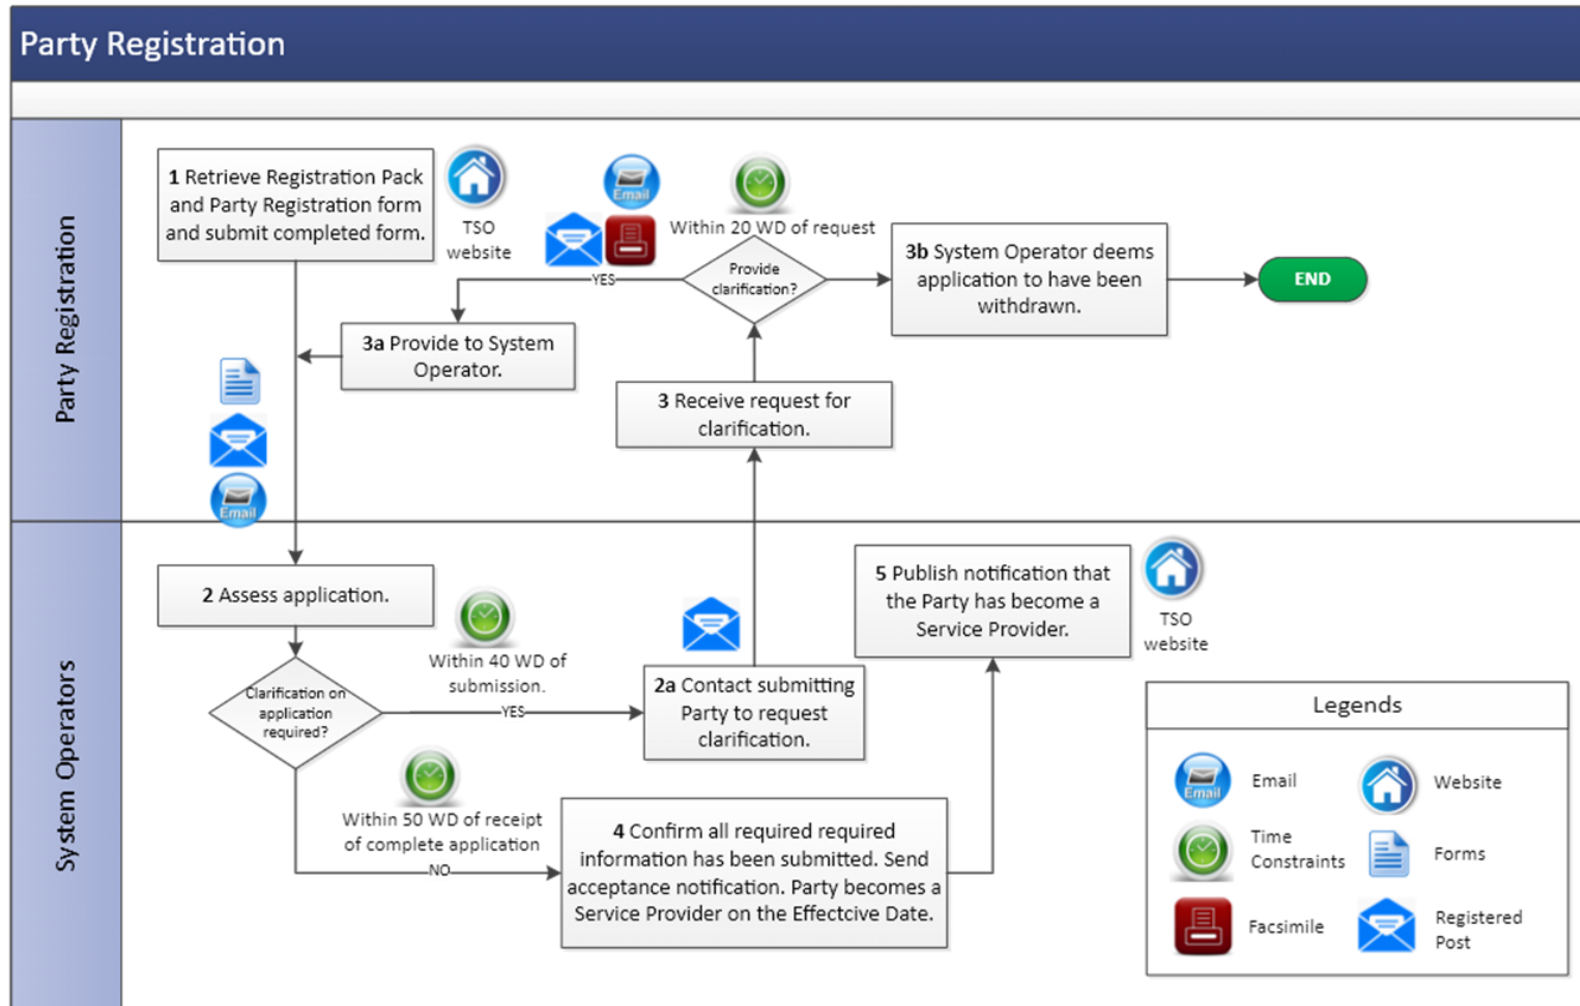 Party Registration
Party Registration
1 Retrieve Registration Pack
and Party Registration form
and submit completed form.
TSO
website
Email
Within 20 WD of request
Provide
clarification?
YES
3b System Operator deems
application to have been
withdrawn.
END
3a Provide to System
Operator.
3 Receive request for
clarification.
Email
System Operators
2 Assess application.
Within 40 WD of
submission.
Clarification on
application
required?
YES
2a Contact submitting
Party to request
clarification.
5 Publish notification that
the Party has become a
Service Provider.
TSO
website
Within 50 WD of receipt
of complete application
NO
4 Confirm all required required
information has been submitted. Send
acceptance notification. Party becomes a
Service Provider on the Effectcive Date.
Legends
Email
Email
Website
Time
Constraints
Forms
Facsimile
Registered
Post